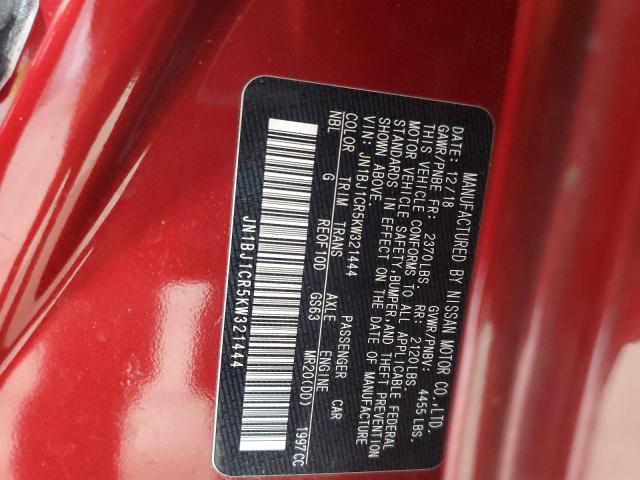 MANUFACTURED BY NISSAN MOTOR CO.,LTD.
DATE: 12/18 GVWR/PNBV: 4455 LBS.
GAWR/PNBE FR: 2370LBS. RR: 2120LBS.
THIS VEHICLE CONFORMS TO ALL APPLICABLE FEDERAL
MOTOR VEHICLE SAFETY,BUMPER,AND THEFT PREVENTION
STANDARDS IN EFFECT ON THE DATE OF MANUFACTURE
SHOWN ABOVE.
VIN: JN1BJ1CR5KW321444 PASSENGER CAR
COLOR TRIM TRANS AXLE ENGINE
NBL G RE0F10D GS63 MR20(DD) 1997CC
JN1BJ1CR5KW321444